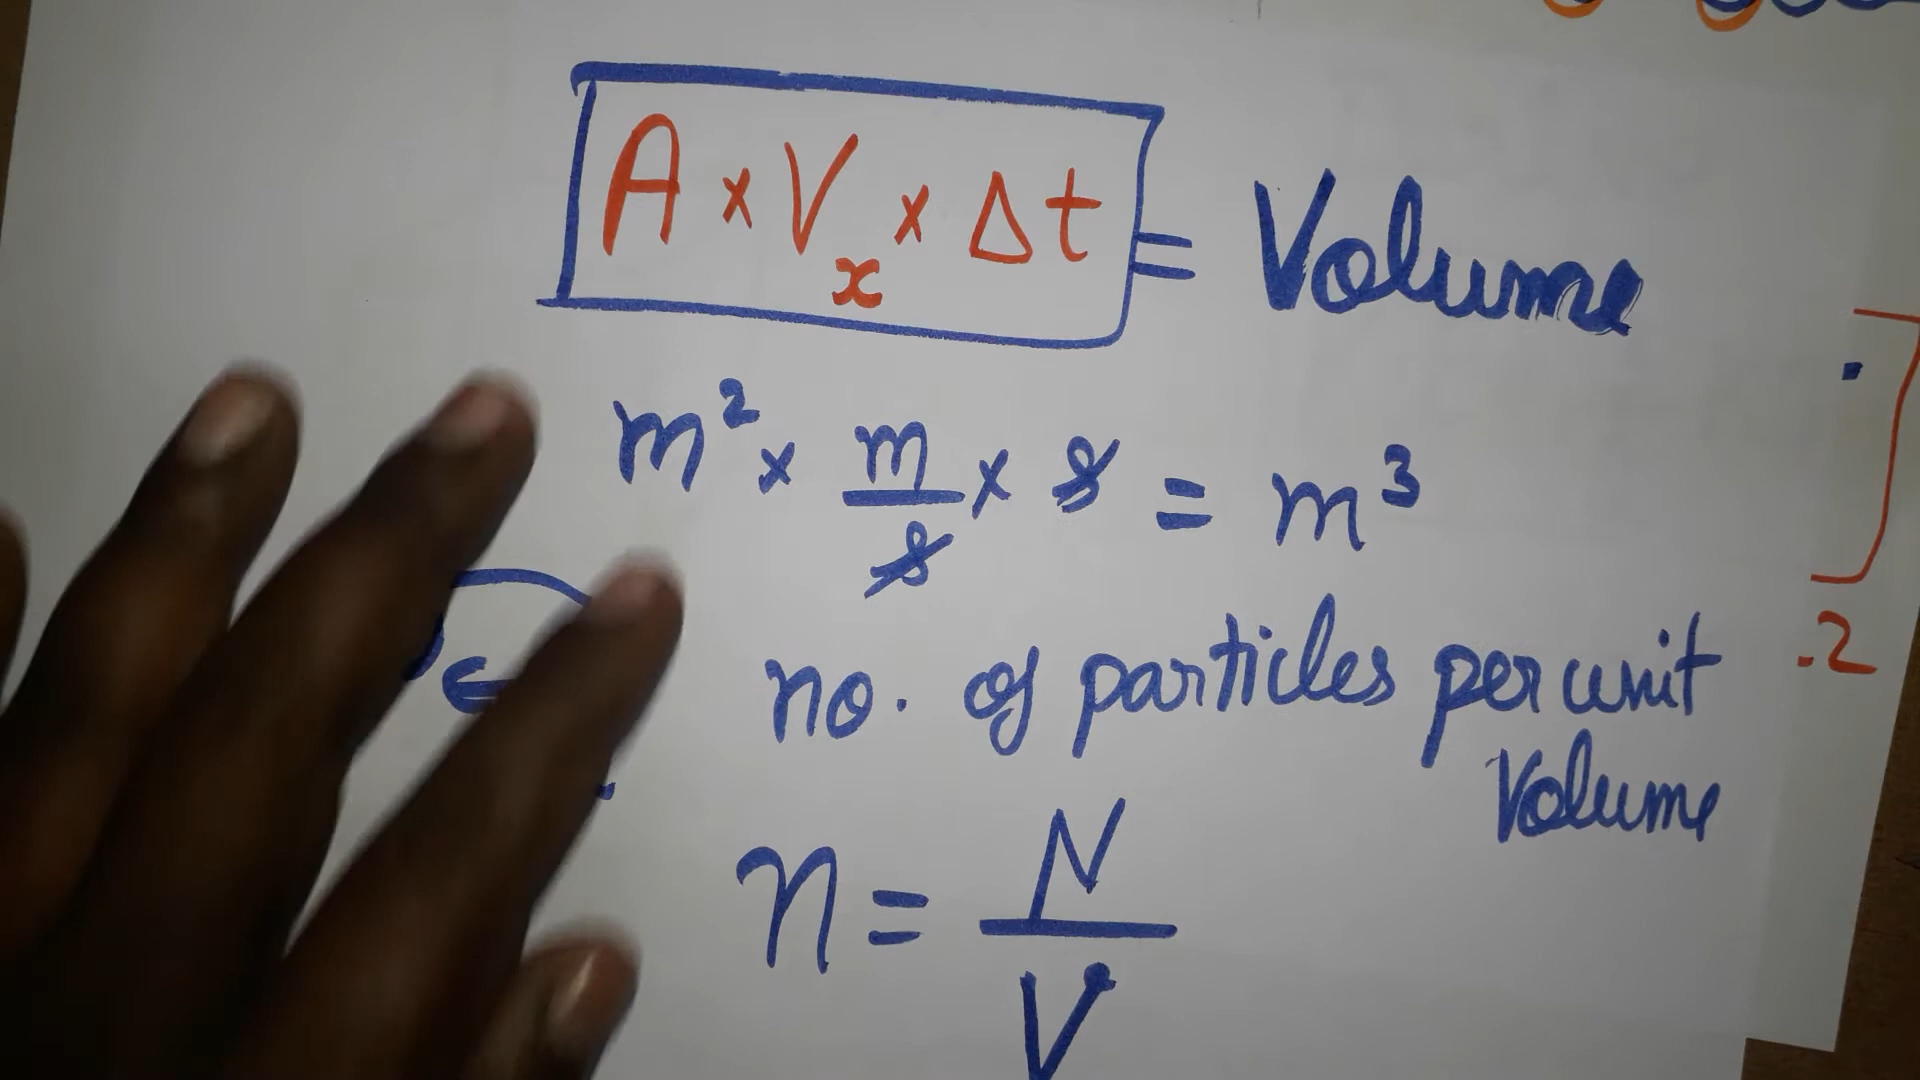 A × Vₓ × Δt = Volume
m² × m/s × s = m³
no. of particles per unit
Volume
n = N/V
.2